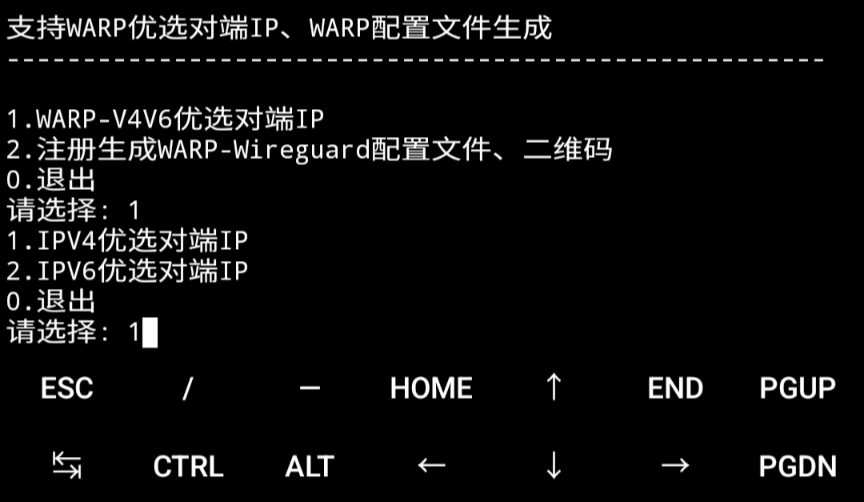 支持WARP优选对端IP、WARP配置文件生成
------------------------------------------------------
1.WARP-V4V6优选对端IP
2.注册生成WARP-Wireguard配置文件、二维码
0.退出
请选择: 1
1.IPV4优选对端IP
2.IPV6优选对端IP
0.退出
请选择: 1
ESC / — HOME ↑ END PGUP
↹ CTRL ALT ← ↓ → PGDN